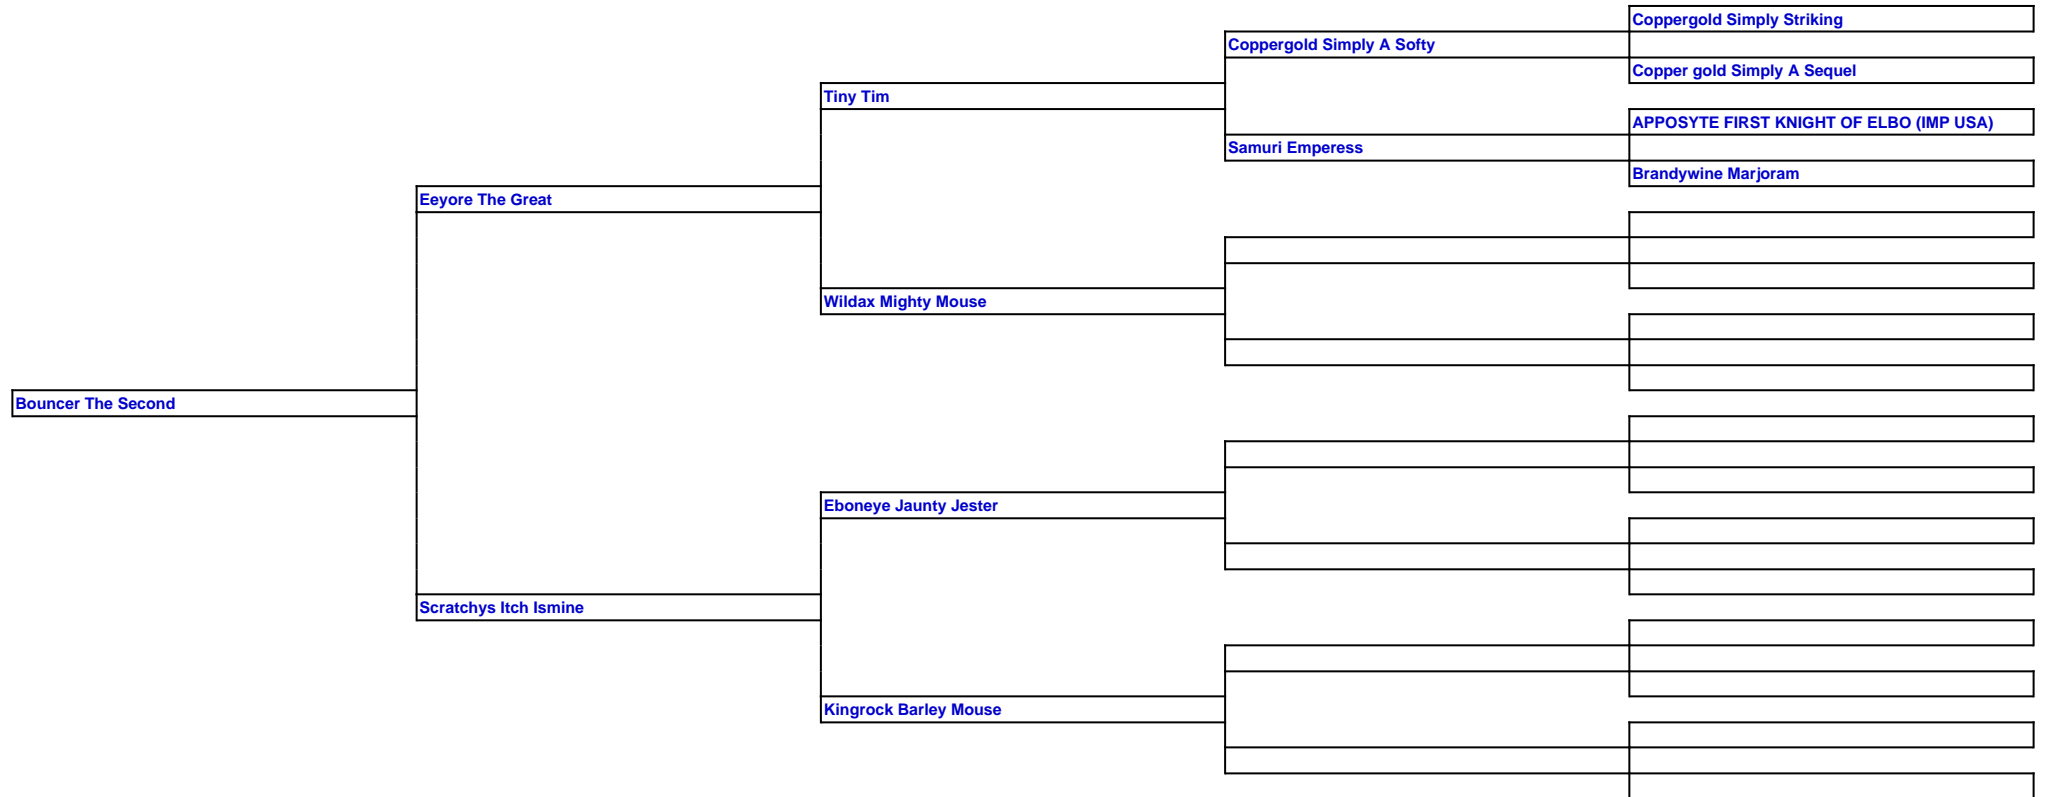 Coppergold Simply Striking
Coppergold Simply A Softy
Copper gold Simply A Sequel
Tiny Tim
APPOSYTE FIRST KNIGHT OF ELBO (IMP USA)
Samuri Emperess
Brandywine Marjoram
Eeyore The Great
Wildax Mighty Mouse
Bouncer The Second
Eboneye Jaunty Jester
Scratchys Itch Ismine
Kingrock Barley Mouse